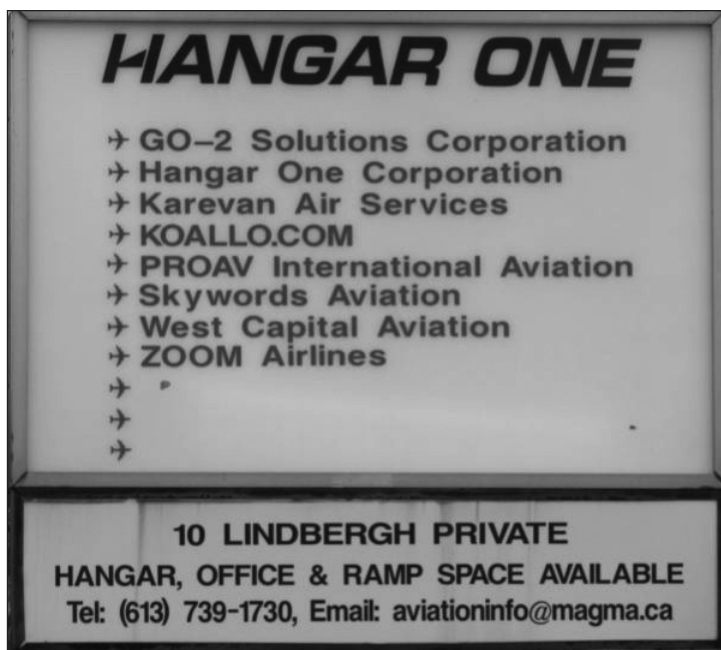 HANGAR ONE
GO-2 Solutions Corporation
Hangar One Corporation
Karevan Air Services
KOALLO.COM
PROAV International Aviation
Skywords Aviation
West Capital Aviation
ZOOM Airlines
10 LINDBERGH PRIVATE
HANGAR, OFFICE & RAMP SPACE AVAILABLE
Tel: (613) 739-1730, Email: aviationinfo@magma.ca